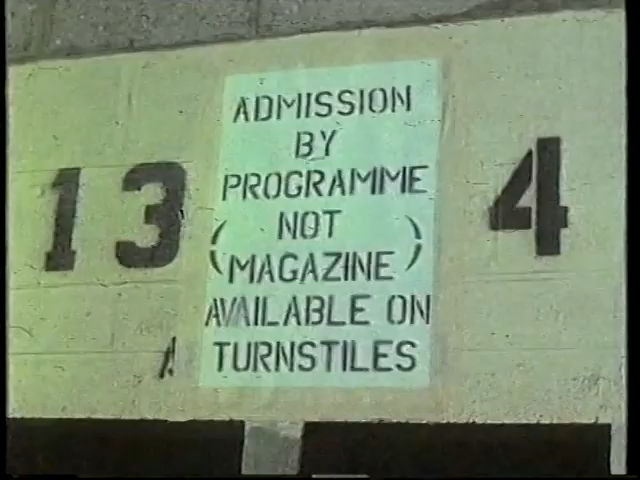 13
ADMISSION
BY
PROGRAMME
( NOT )
( MAGAZINE )
AVAILABLE ON
TURNSTILES
4